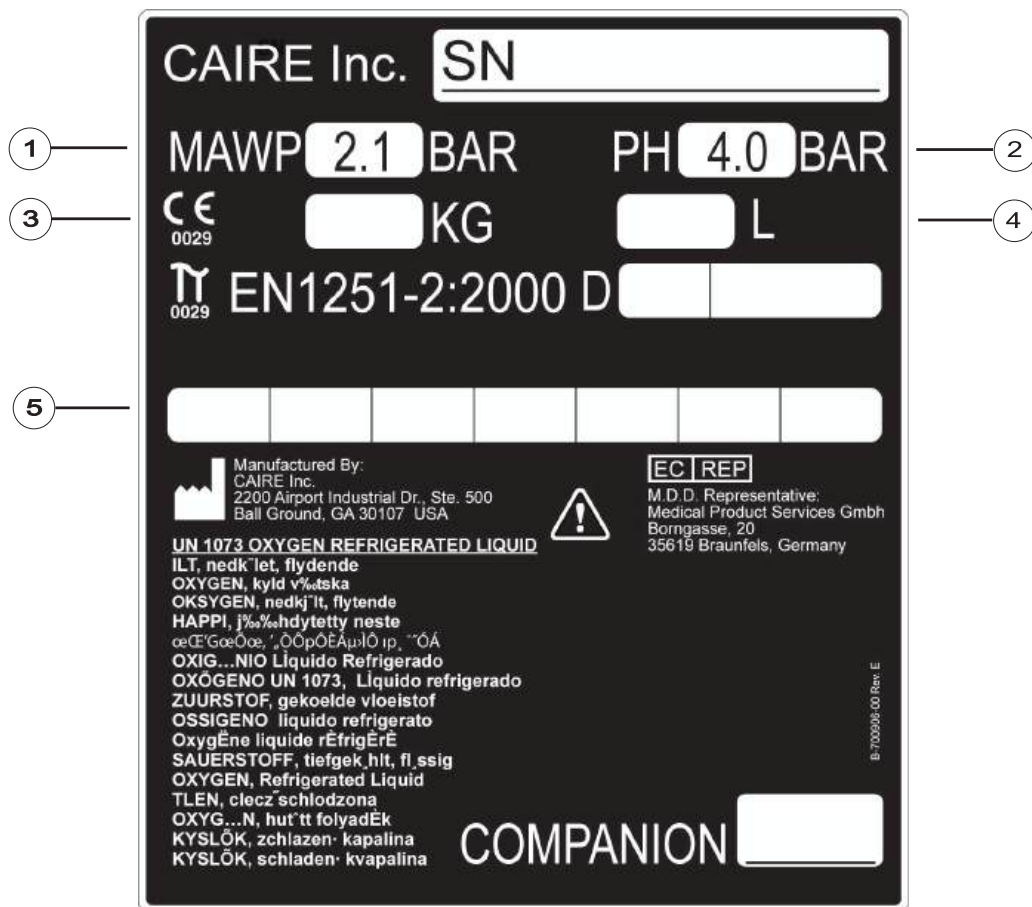 CAIRE Inc. SN
1 MAWP 2.1 BAR PH 4.0 BAR 2
3 CE 0029 KG L 4
π 0029 EN1251-2:2000 D
5
Manufactured By:
CAIRE Inc.
2200 Airport Industrial Dr., Ste. 500
Ball Ground, GA 30107 USA
EC REP
M.D.D. Representative:
Medical Product Services Gmbh
Borngasse, 20
35619 Braunfels, Germany
UN 1073 OXYGEN REFRIGERATED LIQUID
ILT, nedk¨let, flydende
OXYGEN, kyld v‰tska
OKSYGEN, nedkj¨lt, flytende
HAPPI, j‰‰hdytetty neste
OXIG...NIO Lìquido Refrigerado
OXÕGENO UN 1073, Lìquido refrigerado
ZUURSTOF, gekoelde vloeistof
OSSIGENO liquido refrigerato
OxygËne liquide rÈfrigÈrÈ
SAUERSTOFF, tiefgek¸hlt, fl¸ssig
OXYGEN, Refrigerated Liquid
TLEN, clecz˝schlodzona
OXYG...N, hut˝tt folyadÈk
KYSLÕK, zchlazen· kapalina
KYSLÕK, schladen· kvapalina
COMPANION
B-700906-00 Rev. E